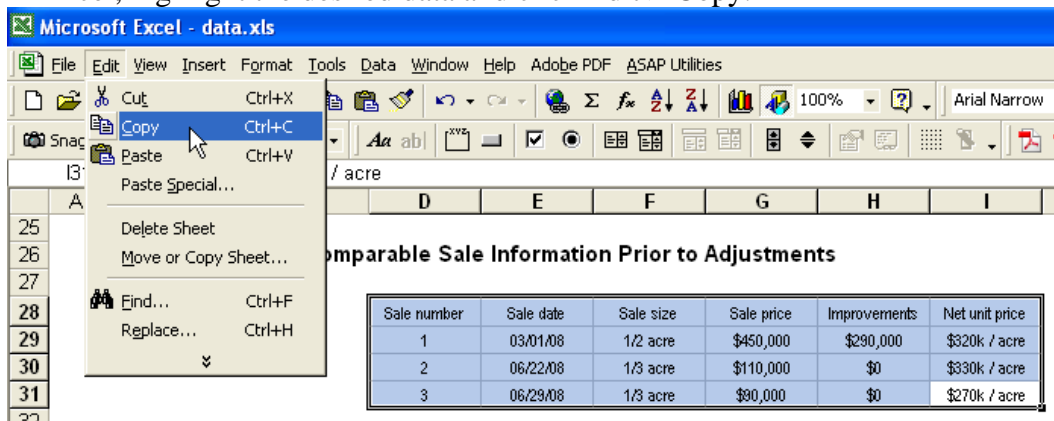 Microsoft Excel - data.xls
File Edit View Insert Format Tools Data Window Help Adobe PDF ASAP Utilities
100% Arial Narrow
Snag
Cut Ctrl+X
Copy Ctrl+C
Paste Ctrl+V
Paste Special...
Delete Sheet
Move or Copy Sheet...
Find... Ctrl+F
Replace... Ctrl+H
/ acre
A D E F G H I
25
26 omparable Sale Information Prior to Adjustments
27
28 Sale number Sale date Sale size Sale price Improvements Net unit price
29 1 03/01/08 1/2 acre $450,000 $290,000 $320k / acre
30 2 06/22/08 1/3 acre $110,000 $0 $330k / acre
31 3 06/29/08 1/3 acre $90,000 $0 $270k / acre